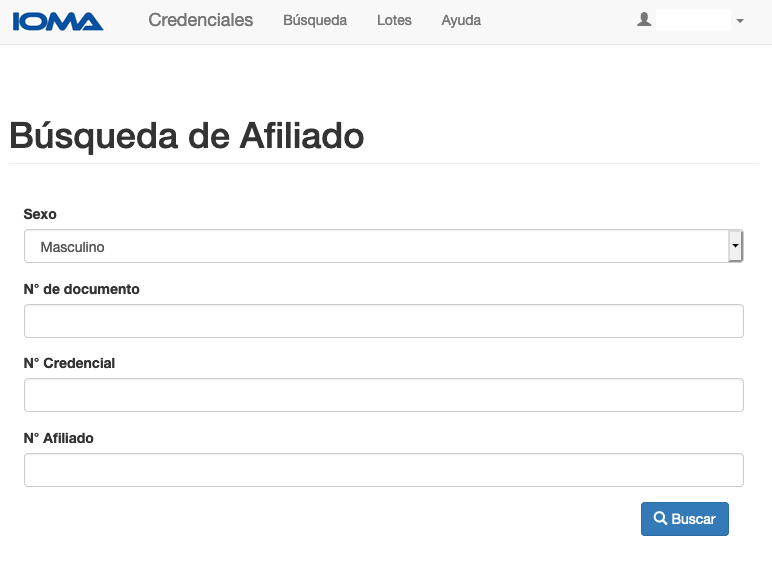 IOMA Credenciales Búsqueda Lotes Ayuda
Búsqueda de Afiliado
Sexo
Masculino
N° de documento
N° Credencial
N° Afiliado
Buscar